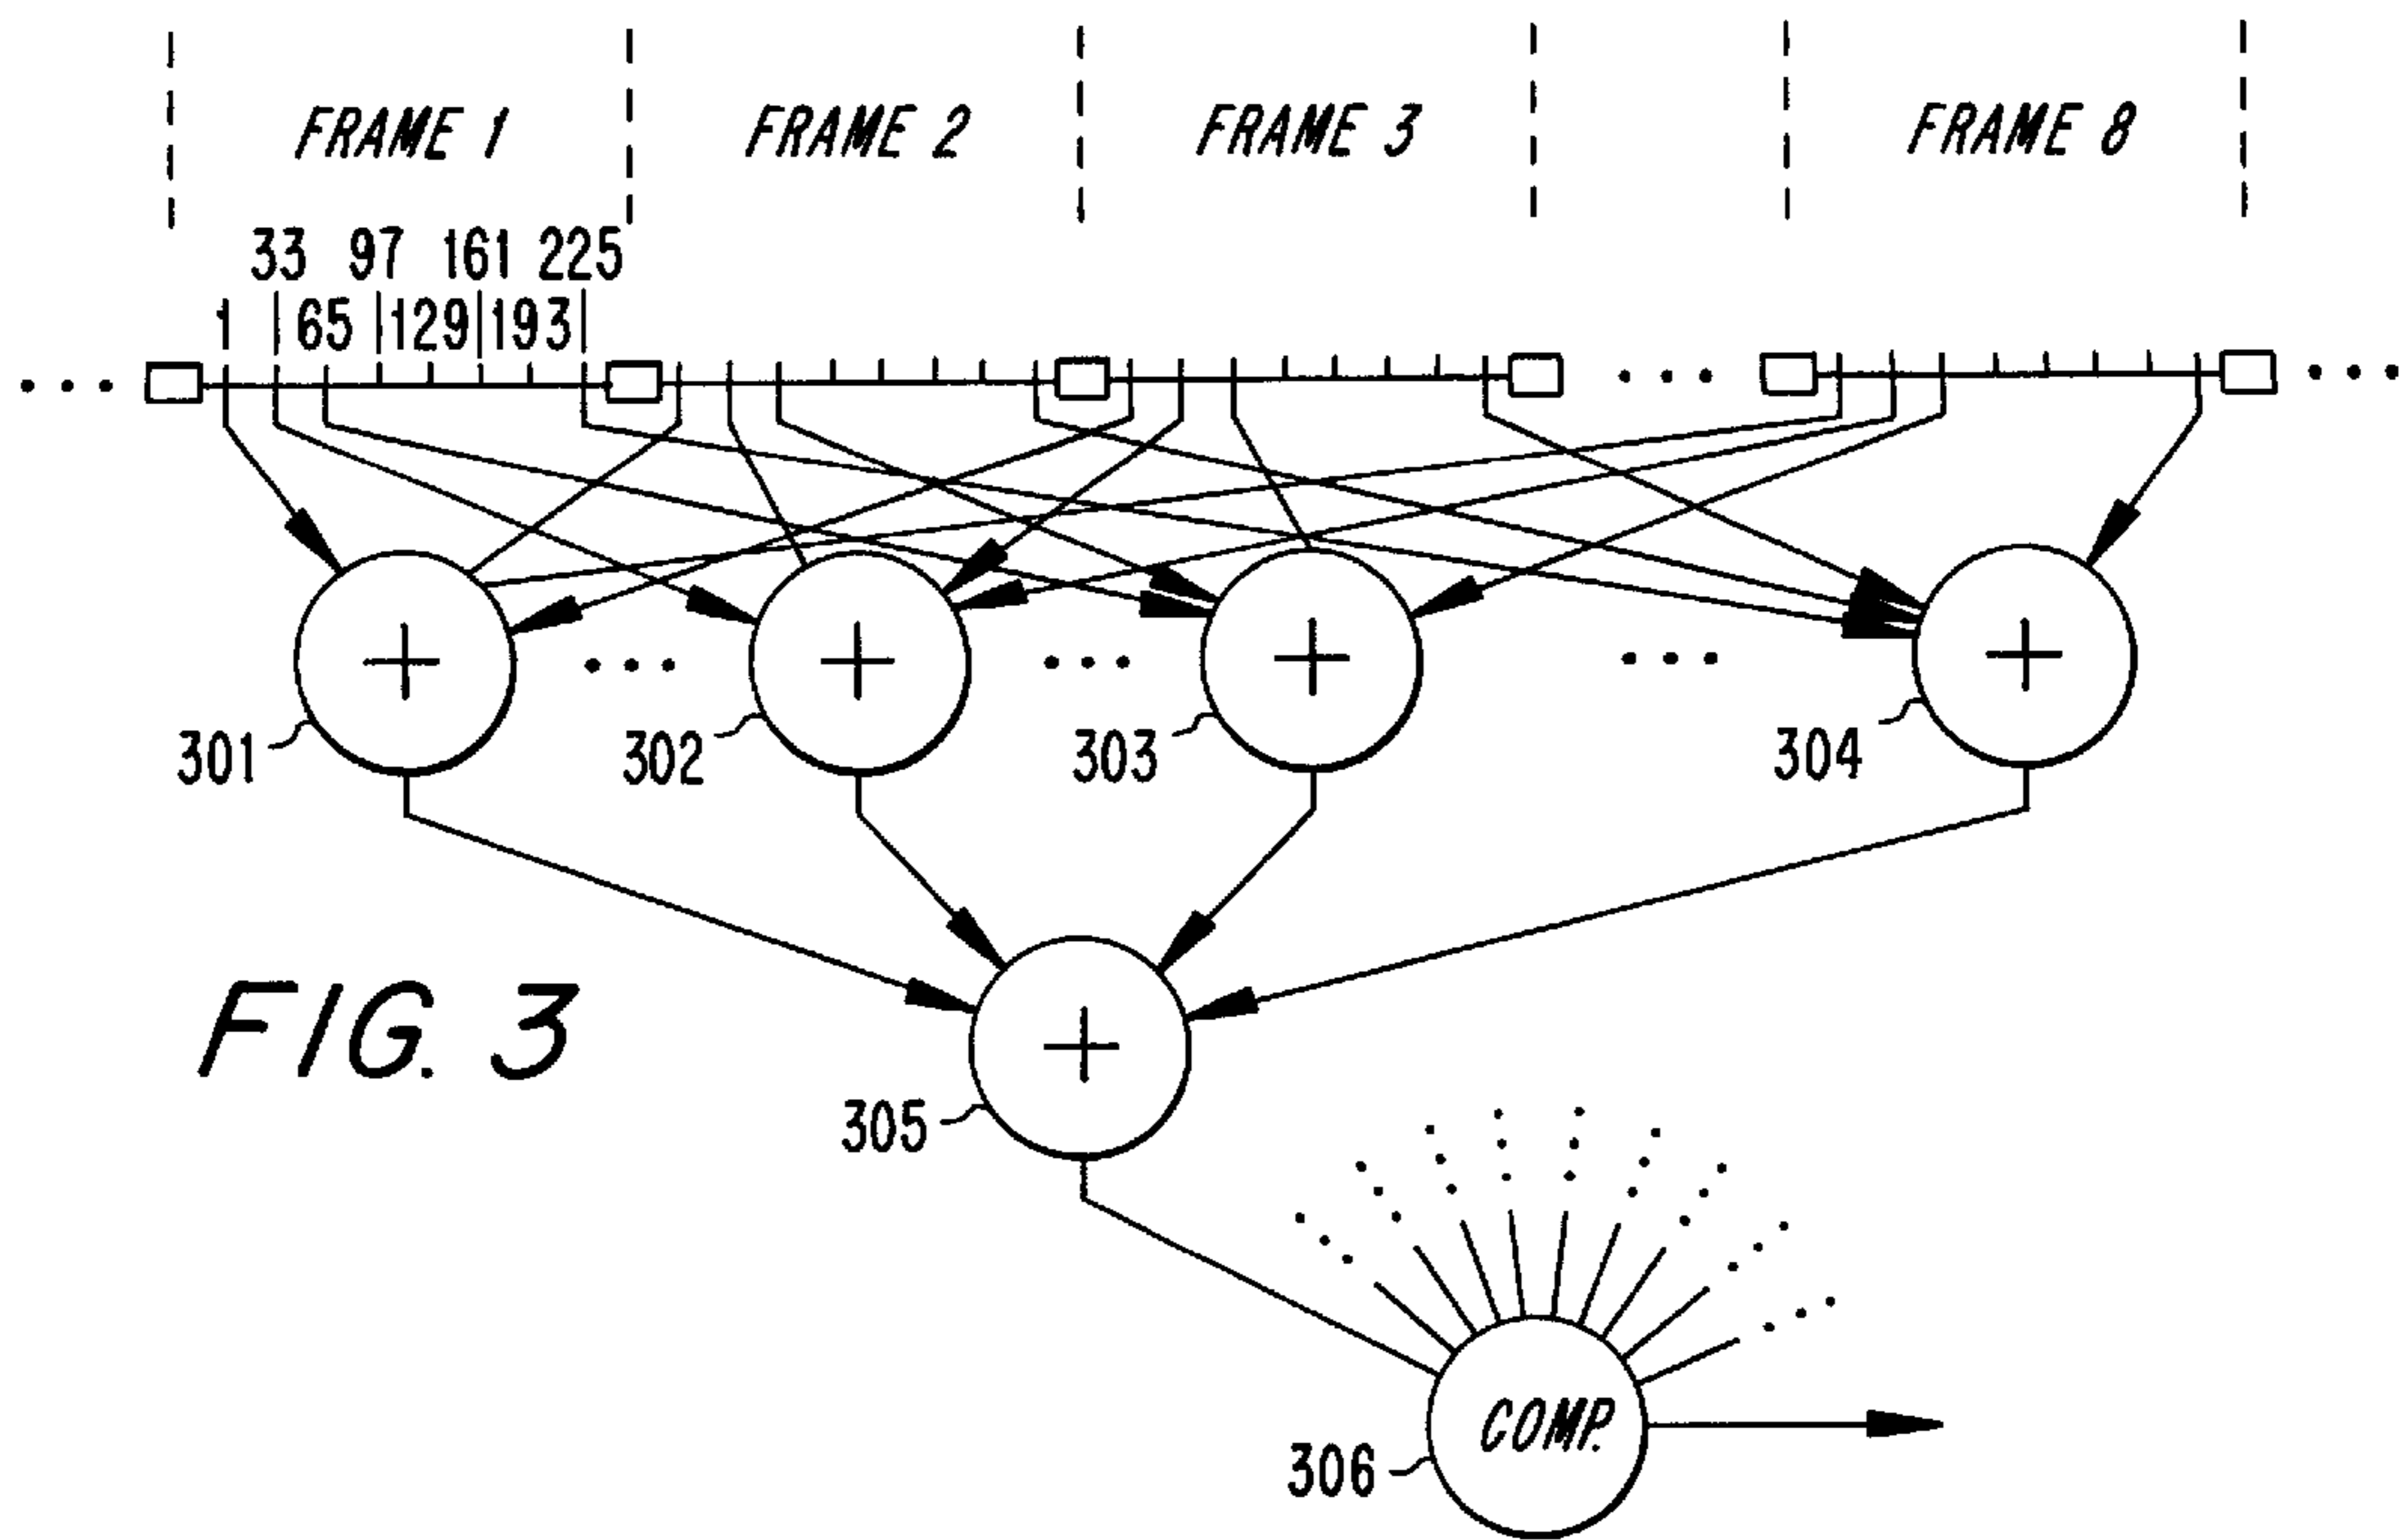 FRAME 1 FRAME 2 FRAME 3 FRAME 8
33 97 161 225
1 65 129 193
+ + + +
301 302 303 304
+
FIG. 3
305
COMP.
306